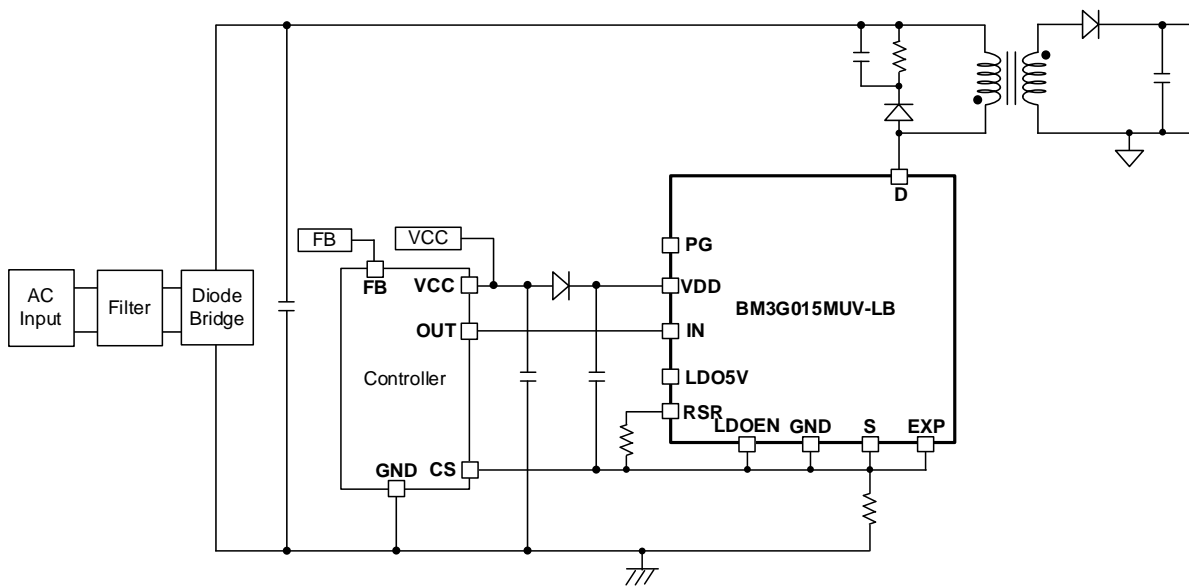 D
PG
FB
VCC
FB
VCC
VDD
BM3G015MUV-LB
AC
Input
Filter
Diode
Bridge
OUT
IN
Controller
LDO5V
RSR
LDOEN
GND
S
EXP
GND
CS